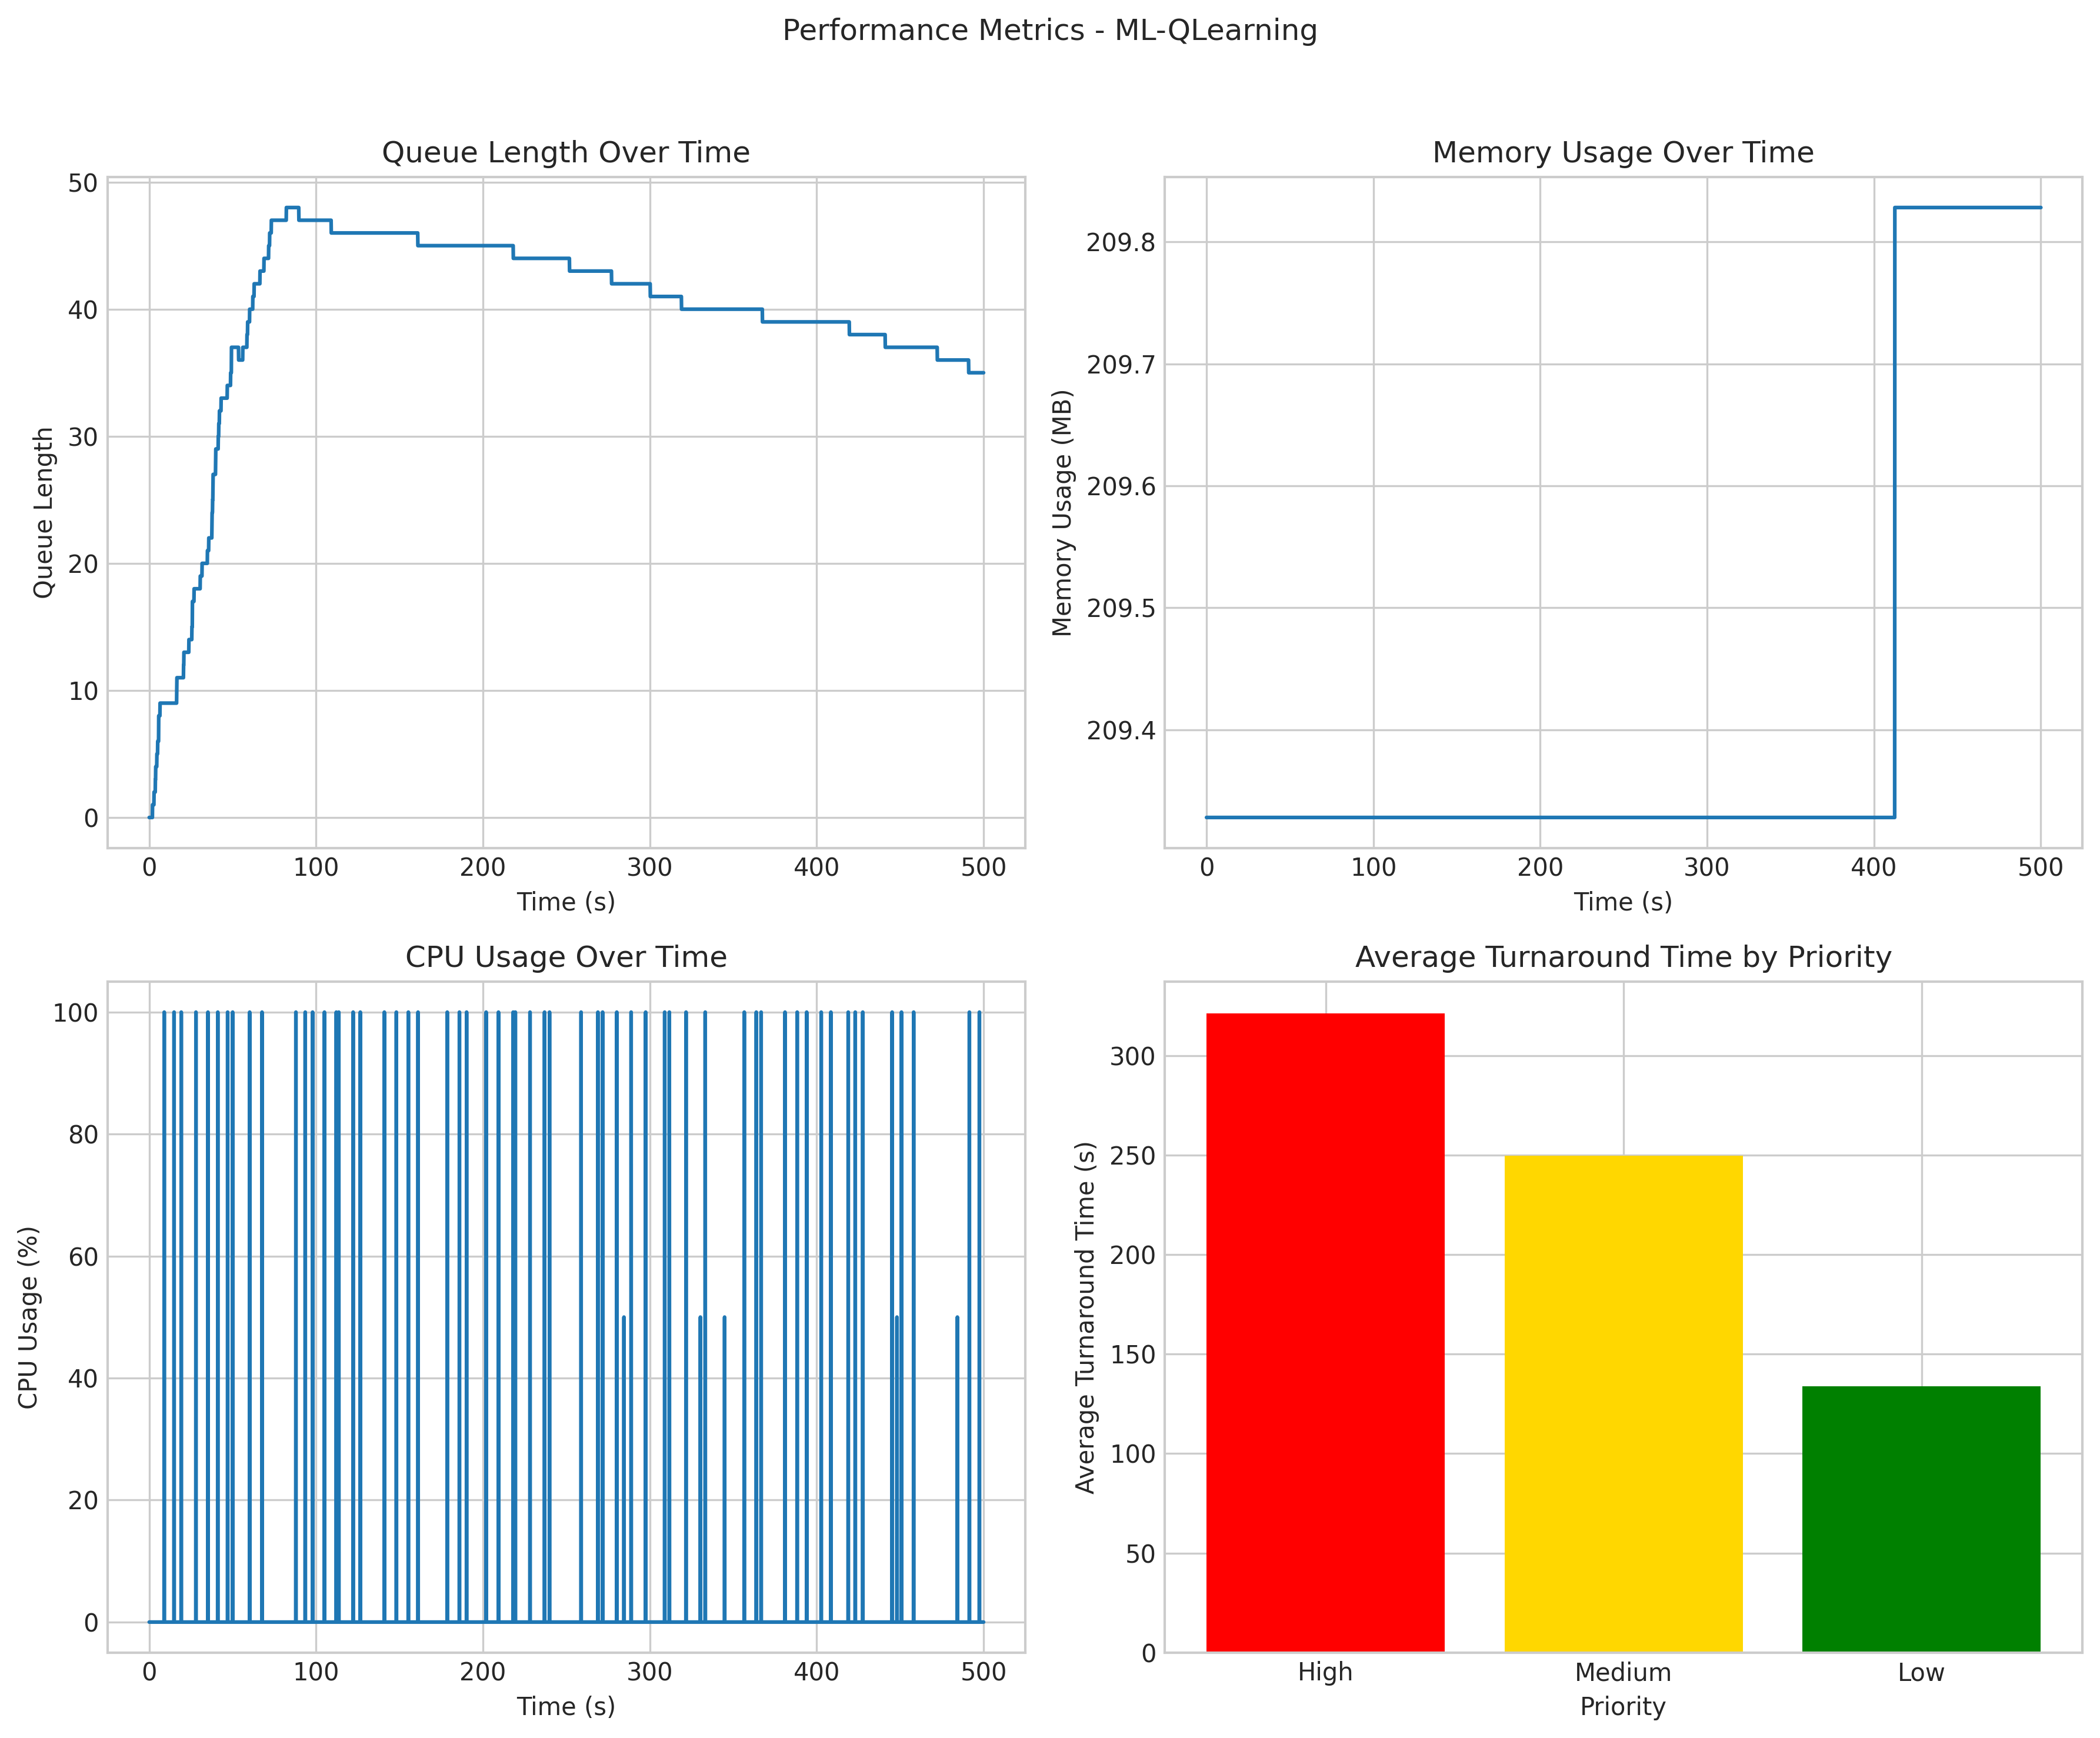 Performance Metrics - ML-QLearning
Queue Length Over Time
50
40
30
20
10
0
Queue Length
0 100 200 300 400 500
Time (s)
Memory Usage Over Time
209.8
209.7
209.6
209.5
209.4
Memory Usage (MB)
0 100 200 300 400 500
Time (s)
CPU Usage Over Time
100
80
60
40
20
0
CPU Usage (%)
0 100 200 300 400 500
Time (s)
Average Turnaround Time by Priority
300
250
200
150
100
50
0
Average Turnaround Time (s)
High Medium Low
Priority